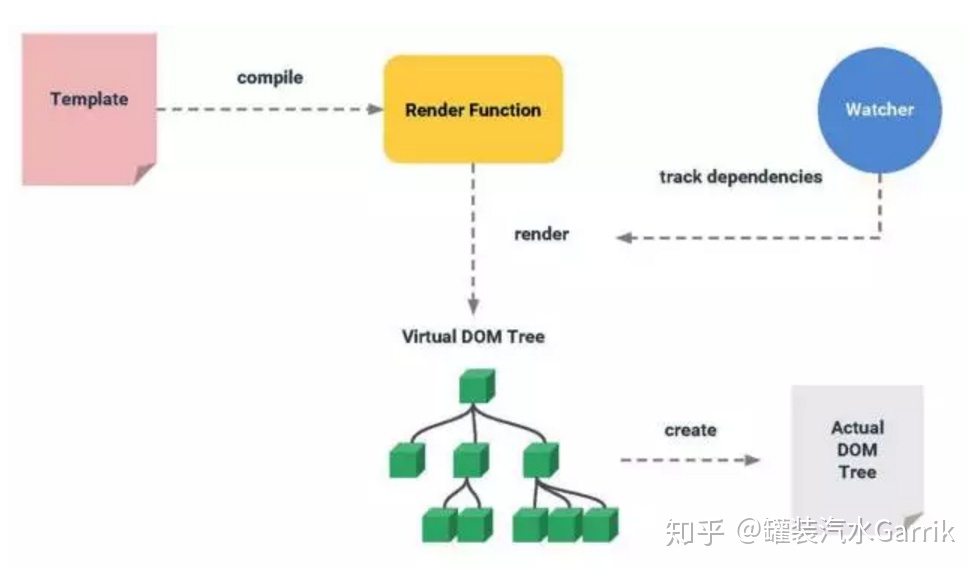 Template
compile
Render Function
Watcher
track dependencies
render
Virtual DOM Tree
create
Actual
DOM
Tree
知乎 @罐装汽水Garrik